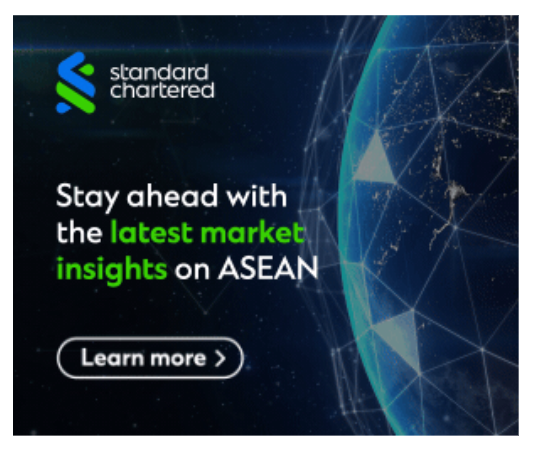 standard
chartered
Stay ahead with
the latest market
insights on ASEAN
Learn more >